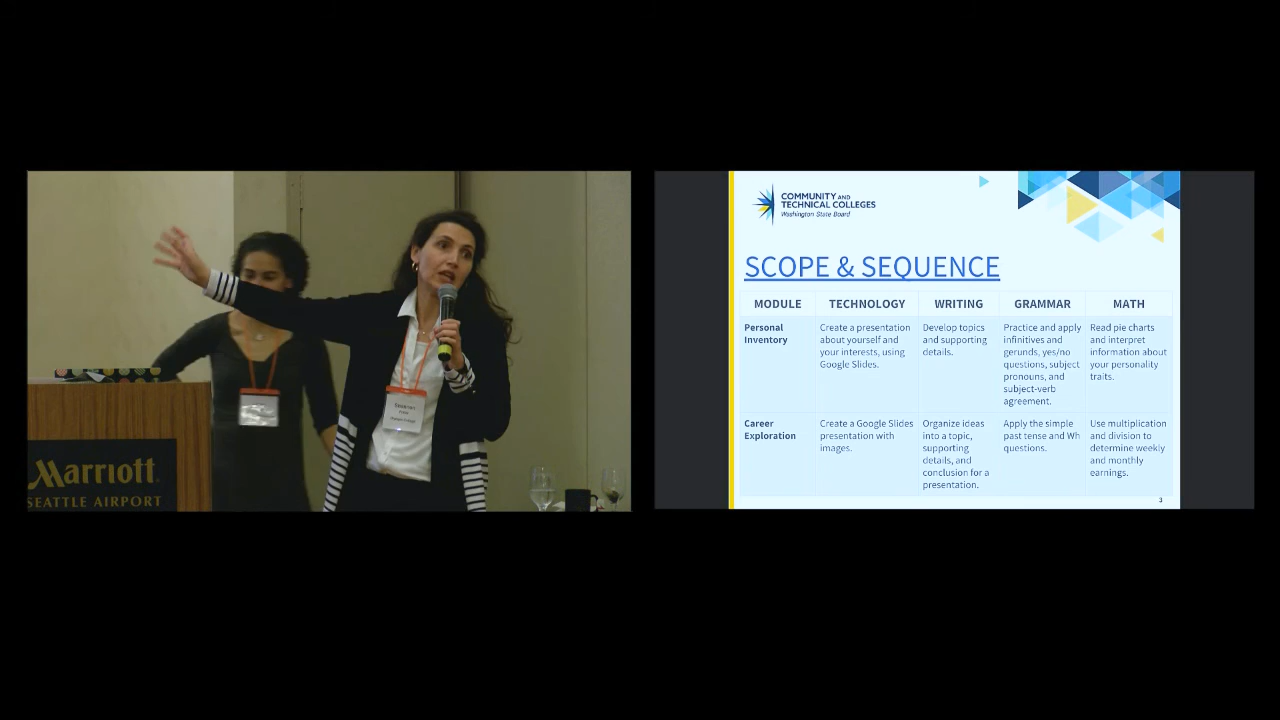 Marriott
SEATTLE AIRPORT
COMMUNITY AND
TECHNICAL COLLEGES
Washington State Board
SCOPE & SEQUENCE
MODULE TECHNOLOGY WRITING GRAMMAR MATH
Personal
Inventory
Create a presentation
about yourself and
your interests, using
Google Slides.
Develop topics
and supporting
details.
Practice and apply
infinitives and
gerunds, yes/no
questions, subject
pronouns, and
subject-verb
agreement.
Read pie charts
and interpret
information about
your personality
traits.
Career
Exploration
Create a Google Slides
presentation with
images.
Organize ideas
into a topic,
supporting
details, and
conclusion for a
presentation.
Apply the simple
past tense and Wh
questions.
Use multiplication
and division to
determine weekly
and monthly
earnings.
3